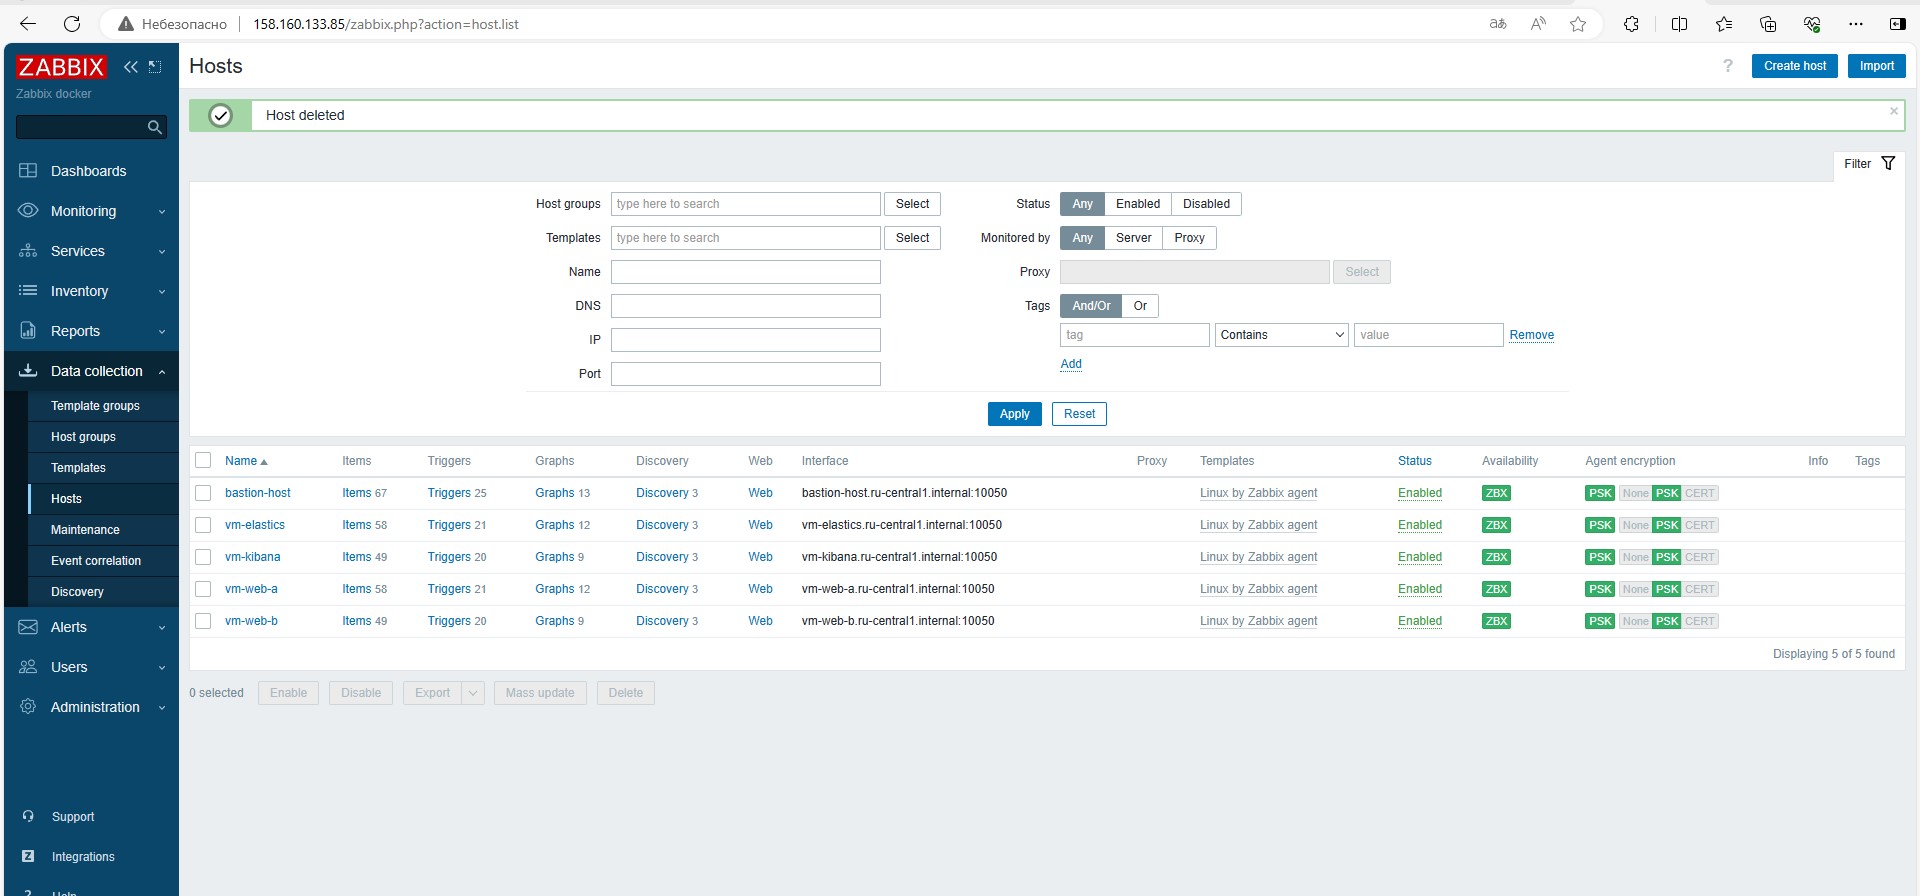 Небезопасно 158.160.133.85/zabbix.php?action=host.list
ZABBIX
Zabbix docker
Dashboards
Monitoring
Services
Inventory
Reports
Data collection
Template groups
Host groups
Templates
Hosts
Maintenance
Event correlation
Discovery
Alerts
Users
Administration
Support
Z Integrations
? Help
Hosts
? Create host Import
Host deleted
Filter
Host groups type here to search Select
Templates type here to search Select
Name
DNS
IP
Port
Status Any Enabled Disabled
Monitored by Any Server Proxy
Proxy Select
Tags And/Or Or
tag Contains value Remove
Add
Apply Reset
Name Items Triggers Graphs Discovery Web Interface Proxy Templates Status Availability Agent encryption Info Tags
bastion-host Items 67 Triggers 25 Graphs 13 Discovery 3 Web bastion-host.ru-central1.internal:10050 Linux by Zabbix agent Enabled ZBX PSK None PSK CERT
vm-elastics Items 58 Triggers 21 Graphs 12 Discovery 3 Web vm-elastics.ru-central1.internal:10050 Linux by Zabbix agent Enabled ZBX PSK None PSK CERT
vm-kibana Items 49 Triggers 20 Graphs 9 Discovery 3 Web vm-kibana.ru-central1.internal:10050 Linux by Zabbix agent Enabled ZBX PSK None PSK CERT
vm-web-a Items 58 Triggers 21 Graphs 12 Discovery 3 Web vm-web-a.ru-central1.internal:10050 Linux by Zabbix agent Enabled ZBX PSK None PSK CERT
vm-web-b Items 49 Triggers 20 Graphs 9 Discovery 3 Web vm-web-b.ru-central1.internal:10050 Linux by Zabbix agent Enabled ZBX PSK None PSK CERT
Displaying 5 of 5 found
0 selected Enable Disable Export Mass update Delete